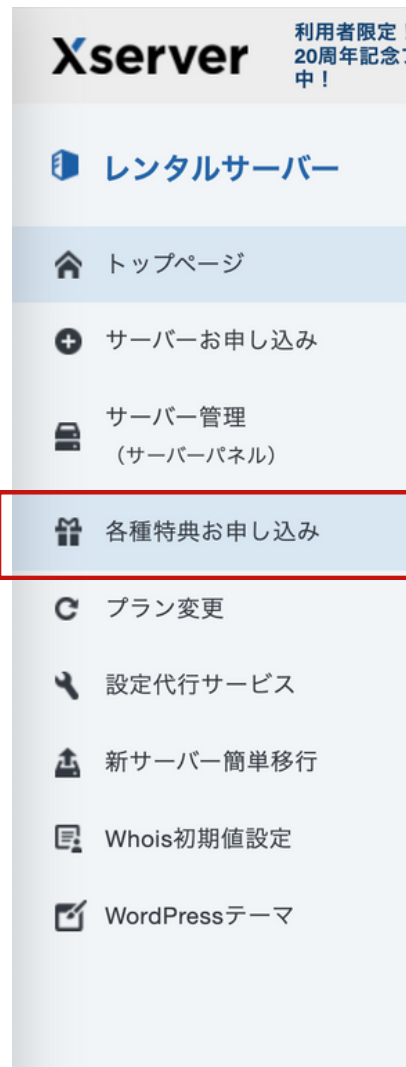 Xserver
利用者限定!
20周年記念
中！
レンタルサーバー
トップページ
サーバーお申し込み
サーバー管理
（サーバーパネル）
各種特典お申し込み
プラン変更
設定代行サービス
新サーバー簡単移行
Whois初期値設定
WordPressテーマ